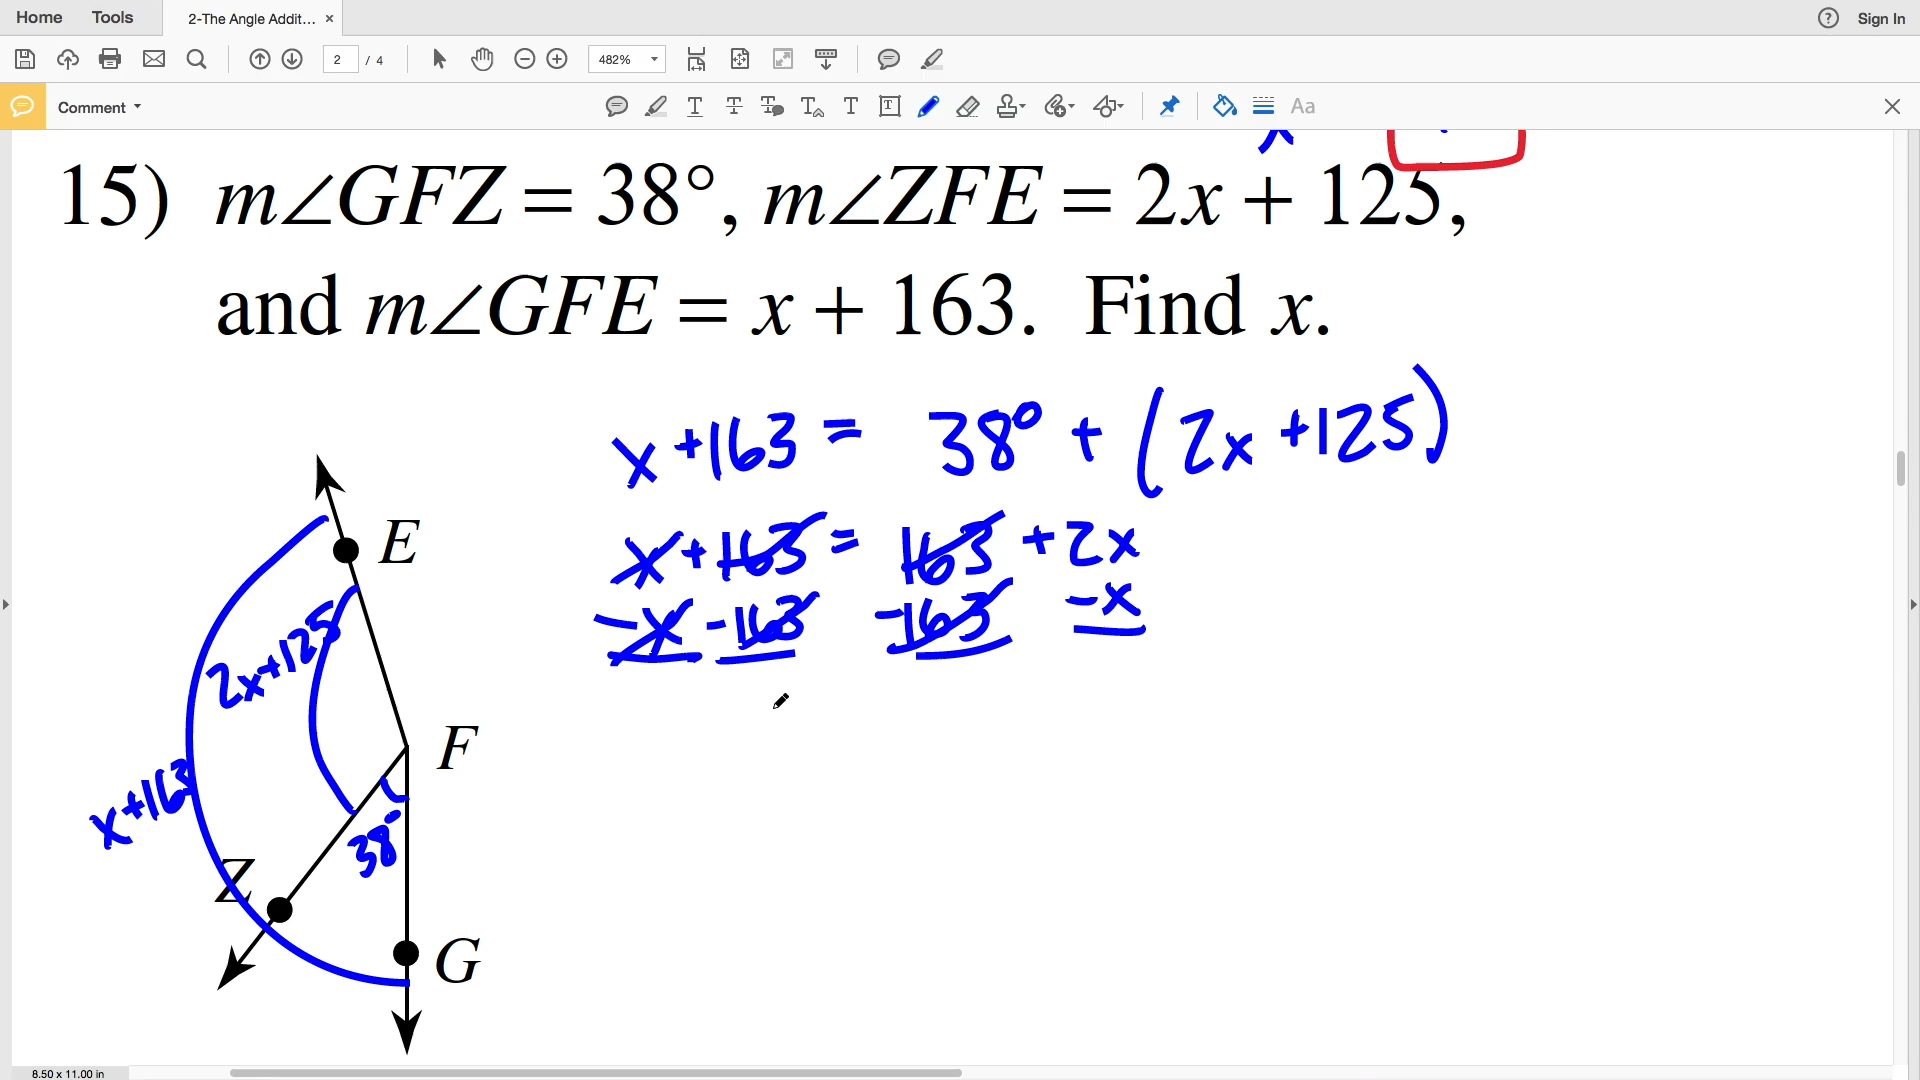 Home Tools 2-The Angle Addit... × ? Sign In
2 / 4 482%
Comment T T T T T T Aa
x
15) m∠GFZ = 38°, m∠ZFE = 2x + 125,
and m∠GFE = x + 163. Find x.
x +163 = 38° + (2x +125)
x+163 = 163 +2x
-x -163 -163 -x
E
2x+125
F
x+163
38°
Z
G
8.50 x 11.00 in